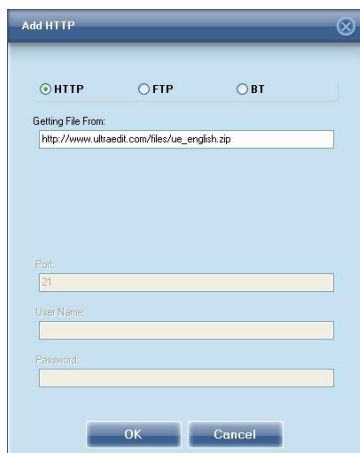 Add HTTP
HTTP FTP BT
Getting File From:
http://www.ultraedit.com/files/ue_english.zip
Port:
21
User Name:
Password:
OK Cancel